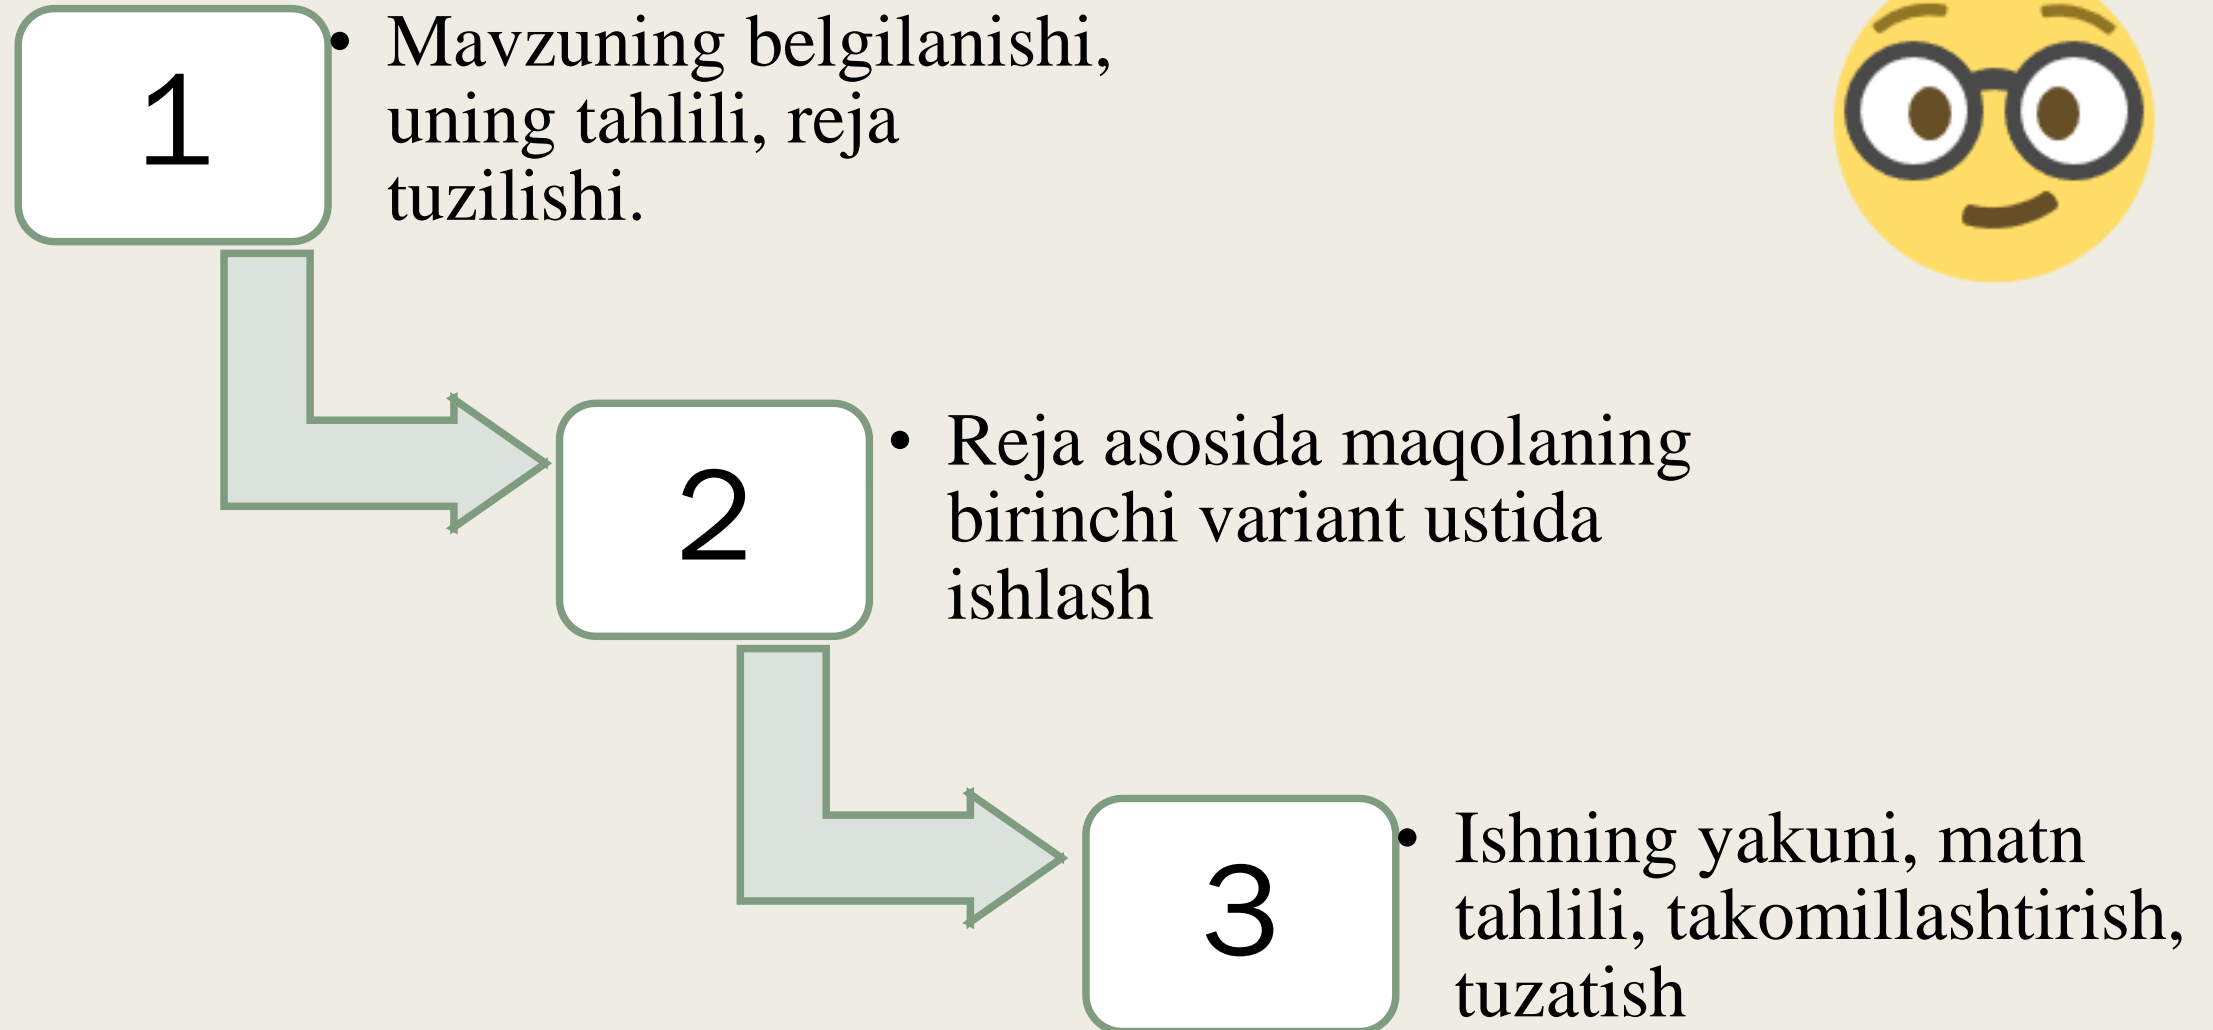 1
• Mavzuning belgilanishi,
uning tahlili, reja
tuzilishi.
2
• Reja asosida maqolaning
birinchi variant ustida
ishlash
3
• Ishning yakuni, matn
tahlili, takomillashtirish,
tuzatish